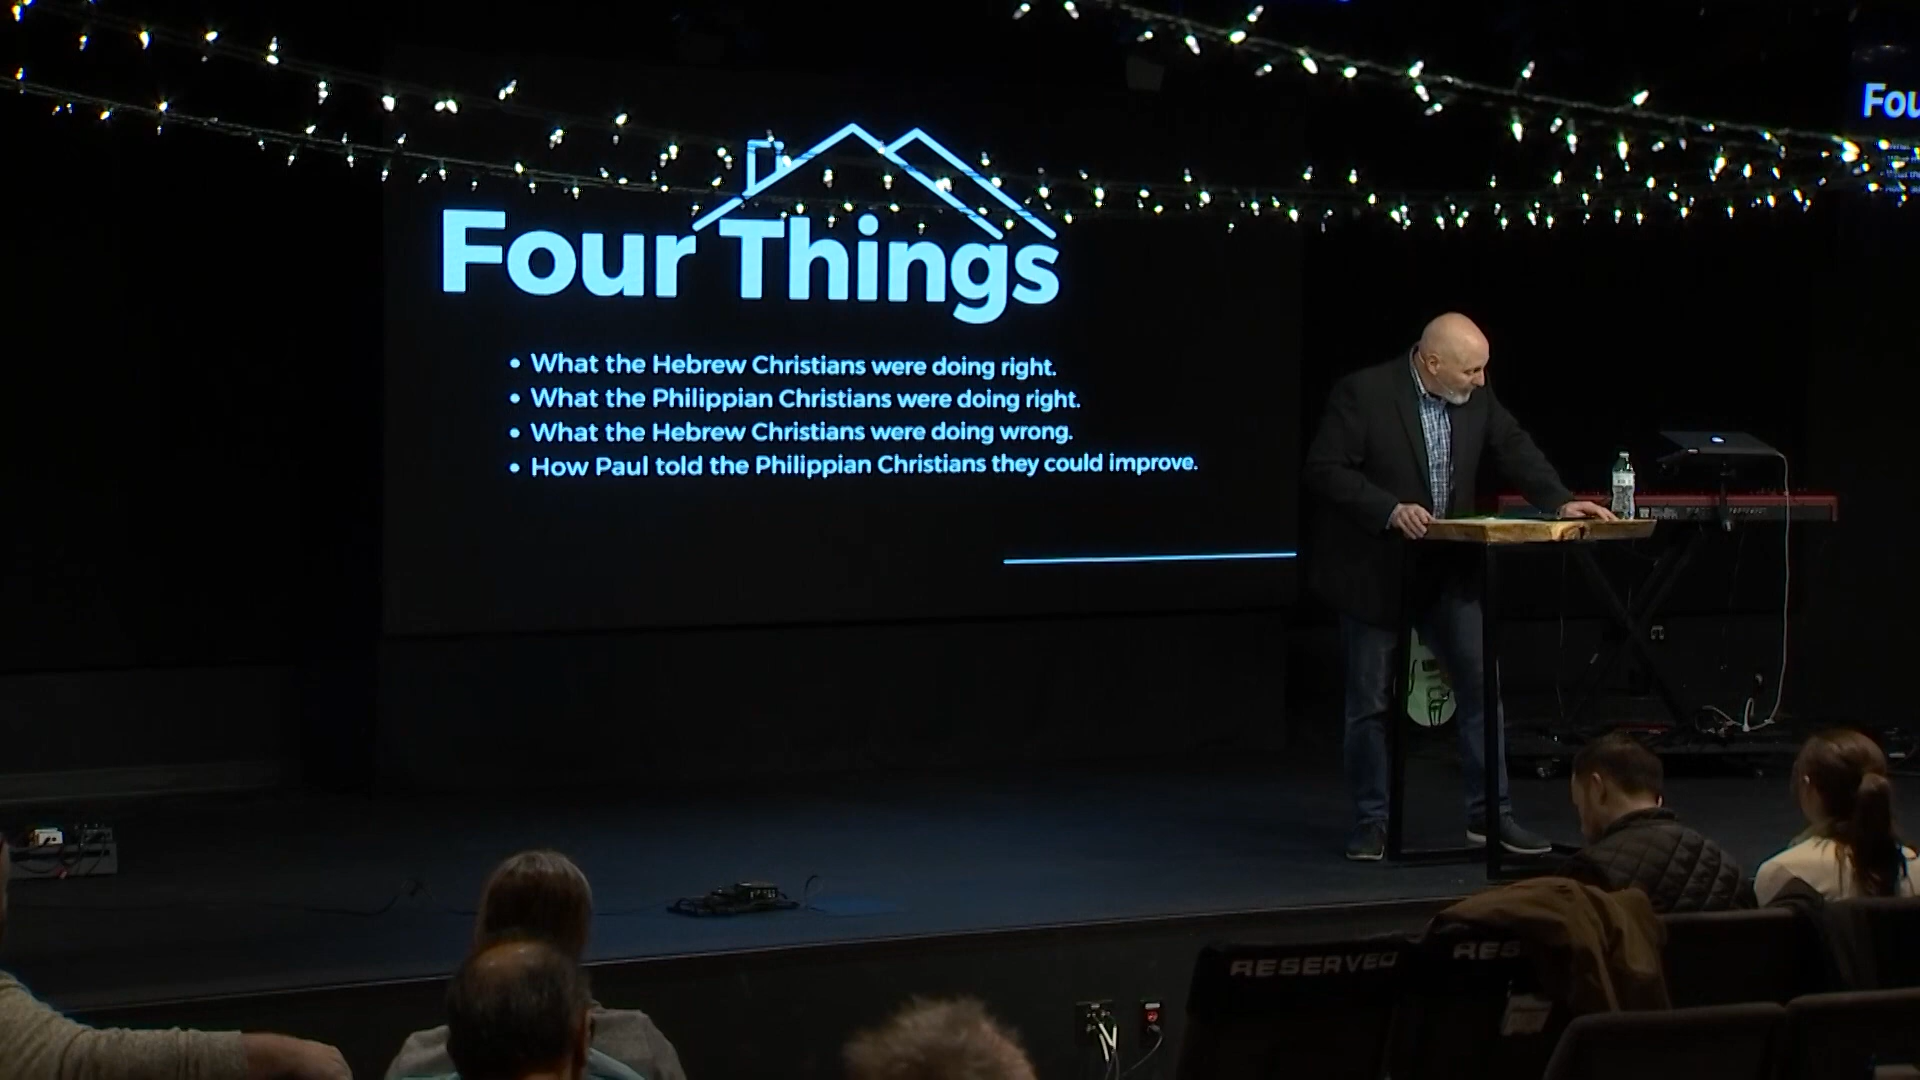 Four Things
• What the Hebrew Christians were doing right.
• What the Philippian Christians were doing right.
• What the Hebrew Christians were doing wrong.
• How Paul told the Philippian Christians they could improve.
Fou
RESERVED
RES